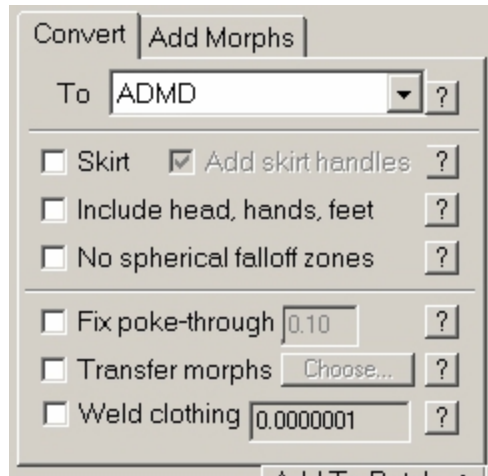 Convert Add Morphs
To ADMD ?
Skirt Add skirt handles ?
Include head, hands, feet ?
No spherical falloff zones ?
Fix poke-through 0.10 ?
Transfer morphs Choose... ?
Weld clothing 0.0000001 ?